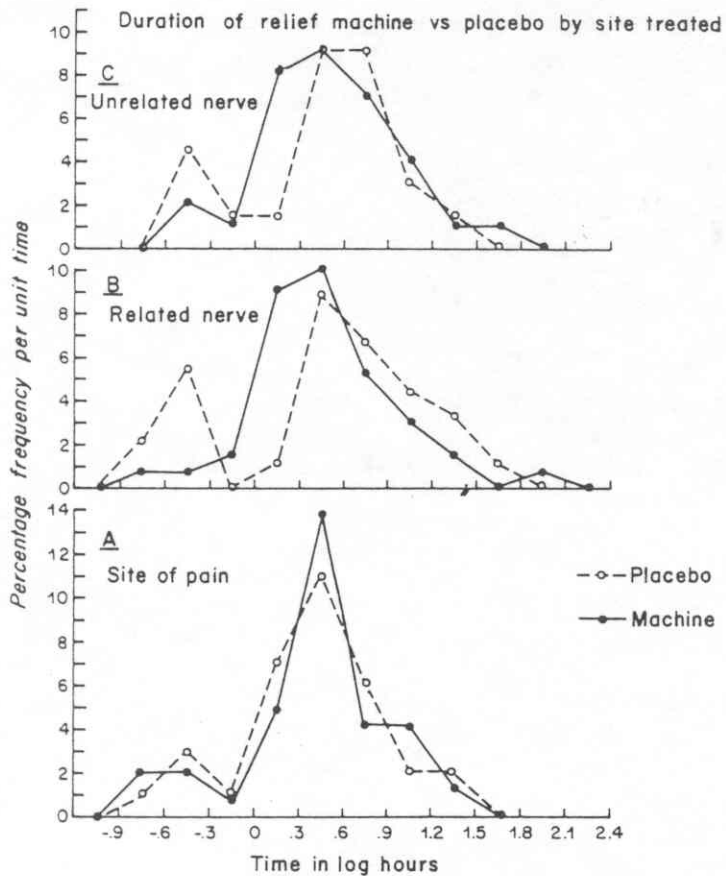 Duration of relief machine vs placebo by site treated
10
8
6
4
2
0
C
Unrelated nerve
10
8
6
4
2
0
B
Related nerve
14
12
10
8
6
4
2
0
A
Site of pain
Placebo
Machine
-.9 -.6 -.3 0 .3 .6 .9 1.2 1.5 1.8 2.1 2.4
Time in log hours
Percentage frequency per unit time